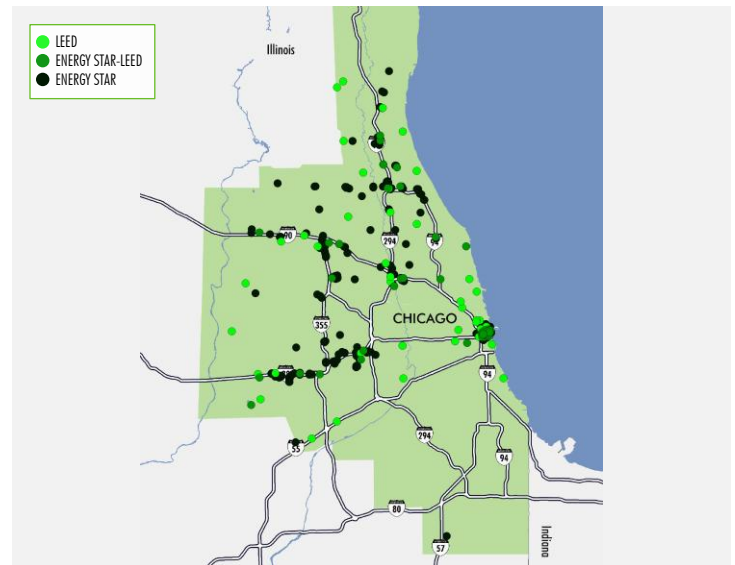 LEED
ENERGY STAR-LEED
ENERGY STAR
Illinois
90
294
94
CHICAGO
355
94
294
94
55
80
57
Indiana